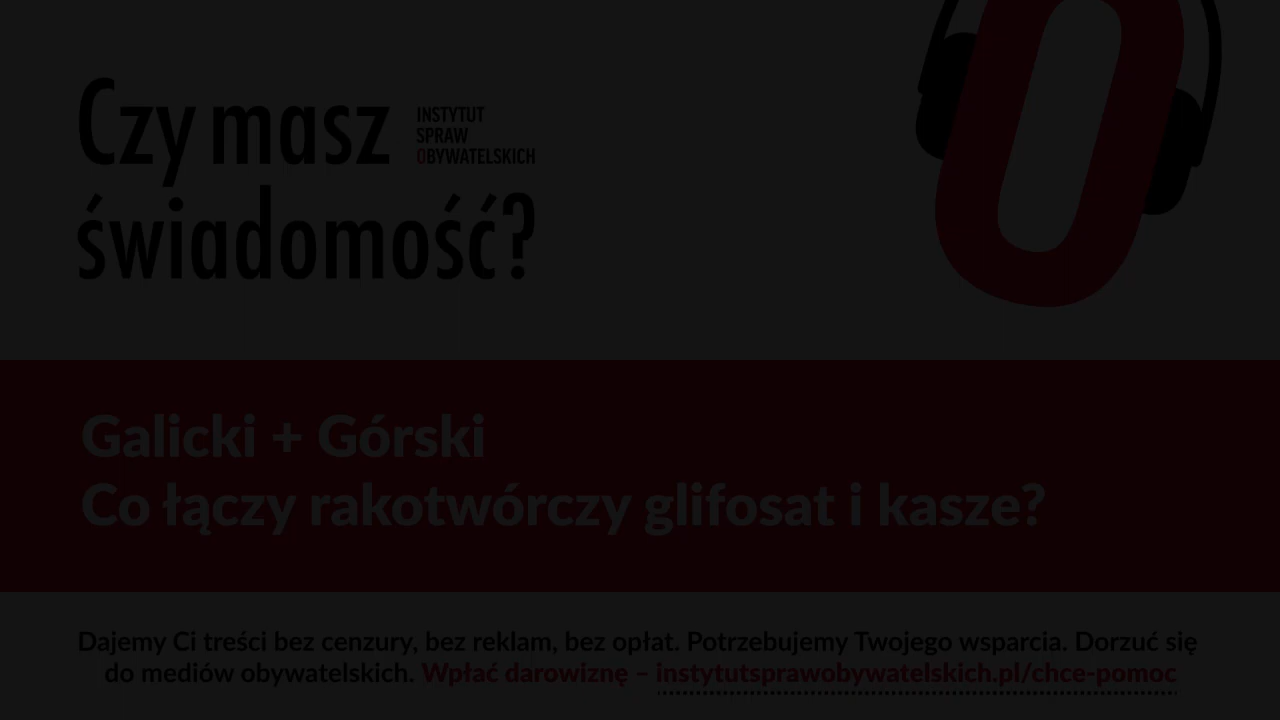 Czy masz
INSTYTUT
SPRAW
OBYWATELSKICH
świadomość?
Galicki + Górski
Co łączy rakotwórczy glifosat i kasze?
Dajemy Ci treści bez cenzury, bez reklam, bez opłat. Potrzebujemy Twojego wsparcia. Dorzuć się
do mediów obywatelskich. Wpłać darowiznę – instytutsprawobywatelskich.pl/chce-pomoc